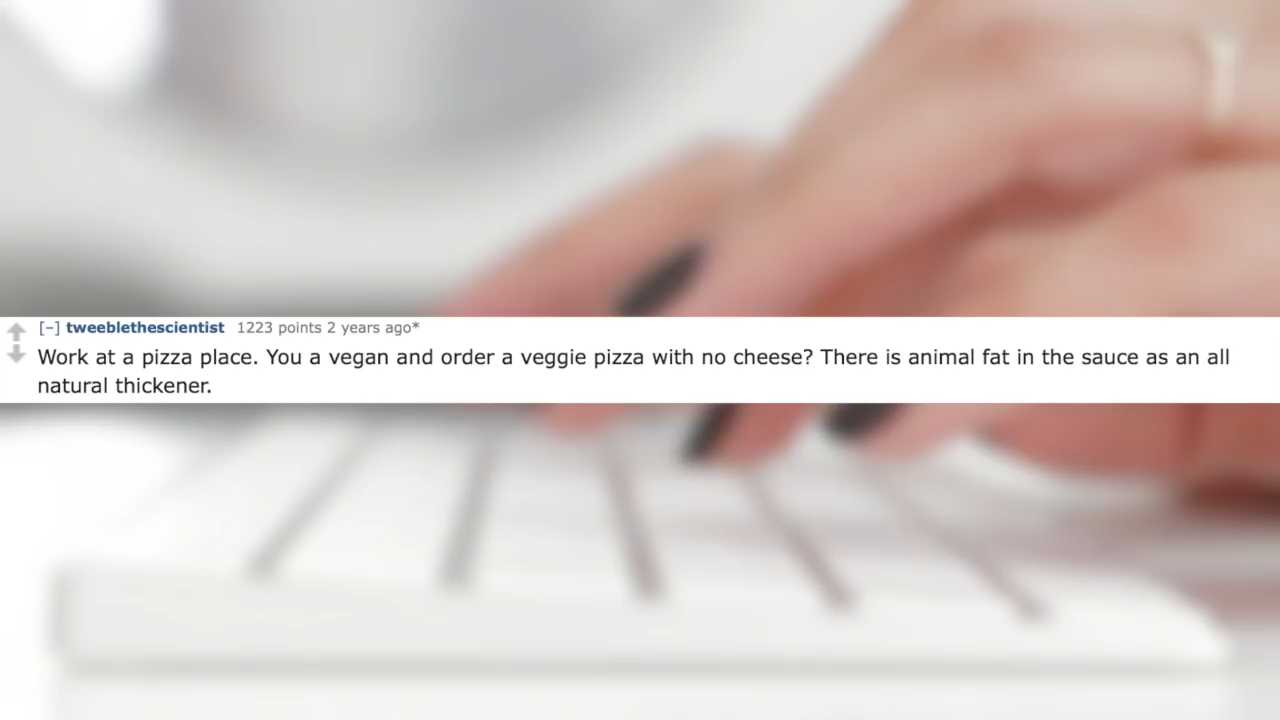 [–] tweeblethescientist 1223 points 2 years ago*
Work at a pizza place. You a vegan and order a veggie pizza with no cheese? There is animal fat in the sauce as an all
natural thickener.